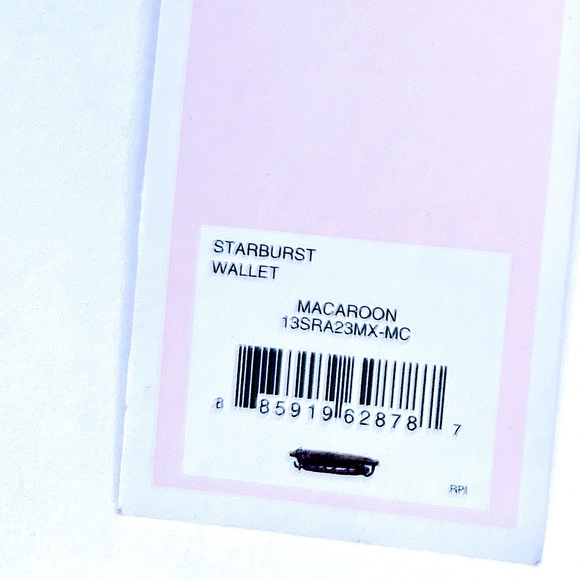 STARBURST
WALLET
MACAROON
13SRA23MX-MC
8 85919 62878 7
RPI